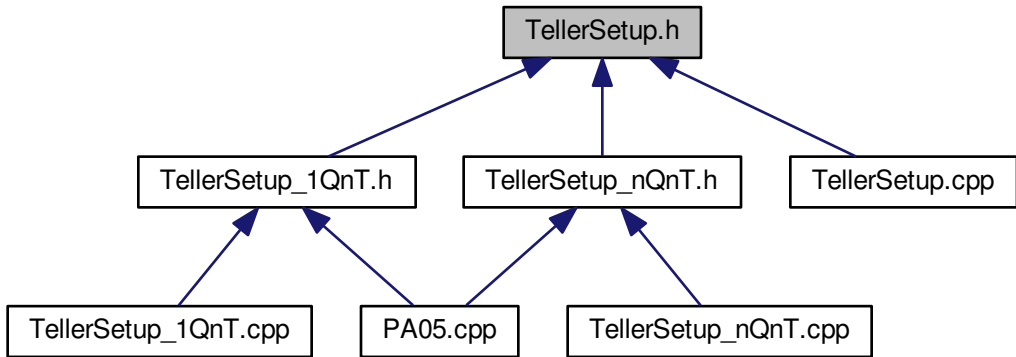 TellerSetup.h
TellerSetup_1QnT.h
TellerSetup_nQnT.h
TellerSetup.cpp
TellerSetup_1QnT.cpp
PA05.cpp
TellerSetup_nQnT.cpp